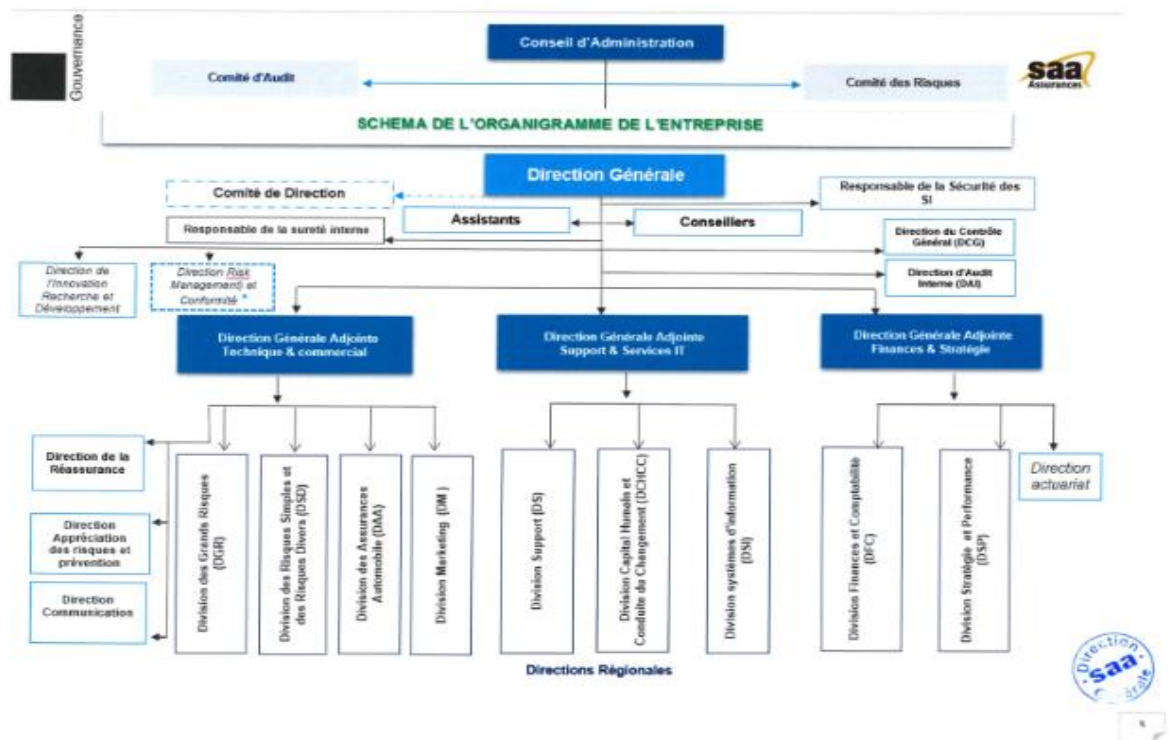 Gouvernance
Conseil d'Administration
Comité d'Audit
Comité des Risques
saa
Assurances
SCHEMA DE L'ORGANIGRAMME DE L'ENTREPRISE
Direction Générale
Comité de Direction
Responsable de la Sécurité des
SI
Assistants
Conseillers
Responsable de la sureté interne
Direction du Contrôle
Général (DCG)
Direction de
l'Innovation
Recherche et
Développement
Direction Risk
Management) et
Conformité *
Direction d'Audit
Interne (DAI)
Direction Générale Adjointe
Technique & commercial
Direction Générale Adjointe
Support & Services IT
Direction Générale Adjointe
Finances & Stratégie
Direction de la
Réassurance
Direction
Appréciation
des risques et
prévention
Direction
Communication
Division des Grands Risques
(DGR)
Division des Risques Simples et
des Risques Divers (DSD)
Division des Assurances
Automobile (DAA)
Division Marketing (DM )
Division Support (DS)
Division Capital Humain et
Conduite du Changement (DCHCC)
Division systèmes d'information
(DSI)
Division Finances et Comptabilité
(DFC)
Division Stratégie et Performance
(DSP)
Direction
actuariat
Directions Régionales
Direction
saa
Générale